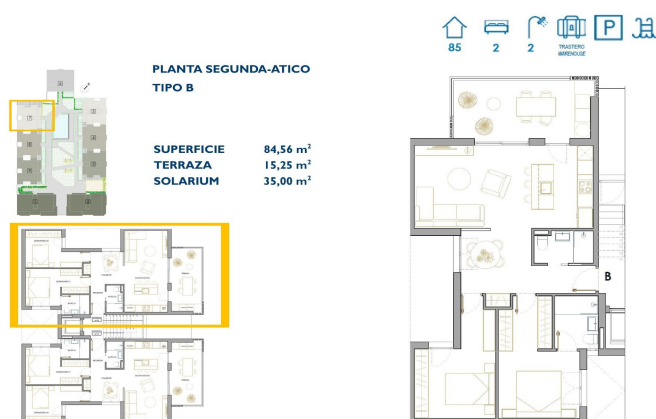 PLANTA SEGUNDA-ATICO
TIPO B
SUPERFICIE 84,56 m²
TERRAZA 15,25 m²
SOLARIUM 35,00 m²
85
2
2
TRASTERO
WAREHOUSE
P
B